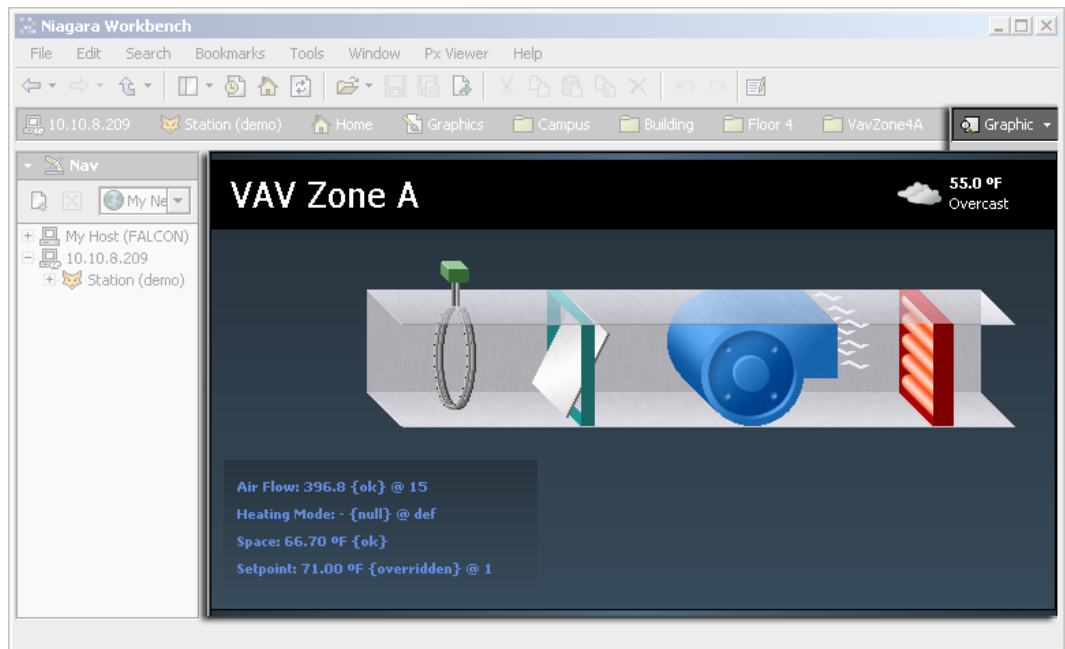 Niagara Workbench
File Edit Search Bookmarks Tools Window Px Viewer Help
10.10.8.209 Station (demo) Home Graphics Campus Building Floor 4 VavZone4A Graphic
Nav
My Ne
My Host (FALCON)
10.10.8.209
Station (demo)
VAV Zone A
55.0 ºF
Overcast
Air Flow: 396.8 {ok} @ 15
Heating Mode: - {null} @ def
Space: 66.70 ºF {ok}
Setpoint: 71.00 ºF {overridden} @ 1